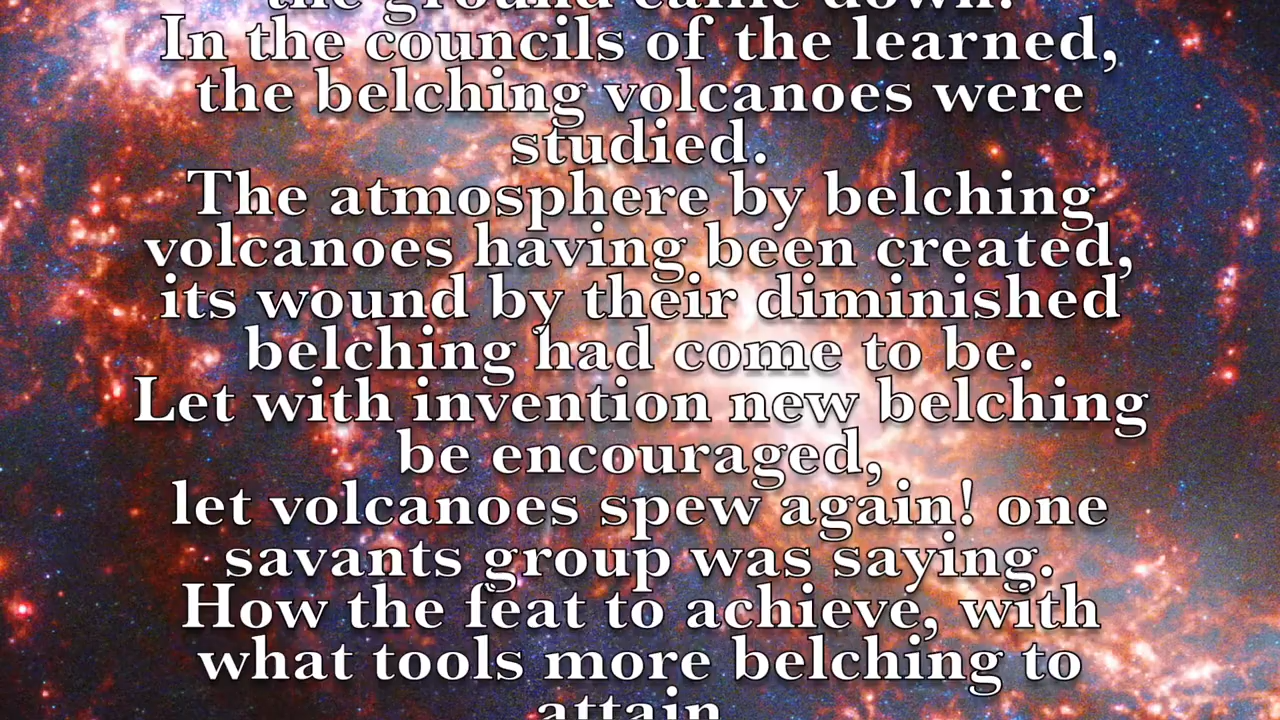 the ground came down!
In the councils of the learned,
the belching volcanoes were
studied.
The atmosphere by belching
volcanoes having been created,
its wound by their diminished
belching had come to be.
Let with invention new belching
be encouraged,
let volcanoes spew again! one
savants group was saying.
How the feat to achieve, with
what tools more belching to
attain